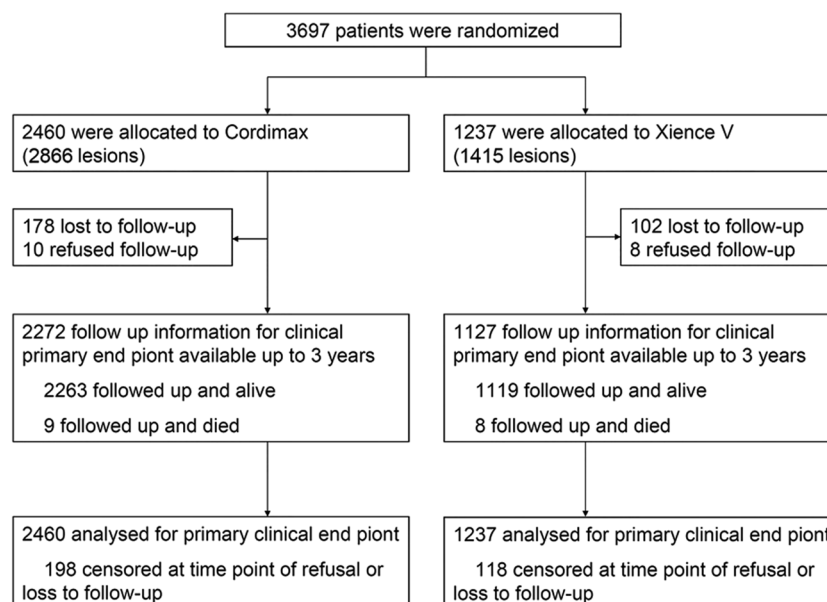 3697 patients were randomized
2460 were allocated to Cordimax
(2866 lesions)
1237 were allocated to Xience V
(1415 lesions)
178 lost to follow-up
10 refused follow-up
102 lost to follow-up
8 refused follow-up
2272 follow up information for clinical
primary end piont available up to 3 years
2263 followed up and alive
9 followed up and died
1127 follow up information for clinical
primary end piont available up to 3 years
1119 followed up and alive
8 followed up and died
2460 analysed for primary clinical end piont
198 censored at time point of refusal or
loss to follow-up
1237 analysed for primary clinical end piont
118 censored at time point of refusal or
loss to follow-up